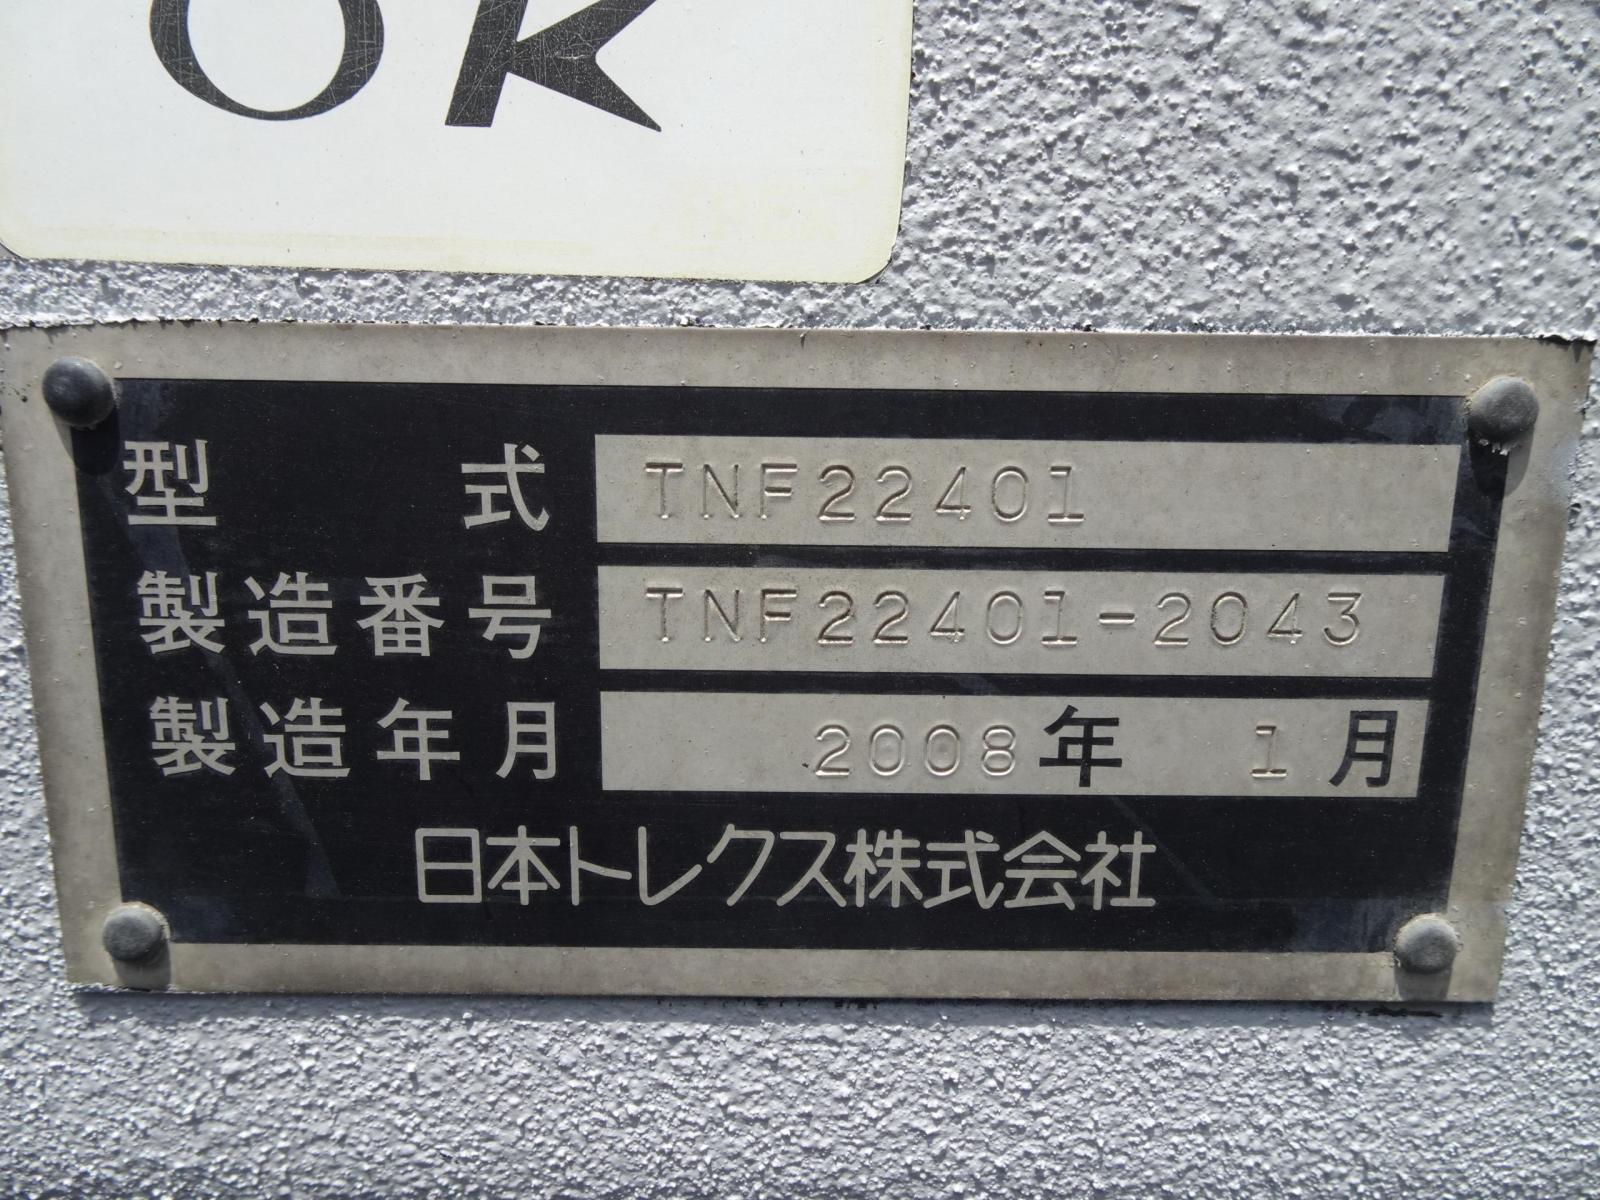 OK
型式 TNF22401
製造番号 TNF22401-2043
製造年月 2008年 1月
日本トレクス株式会社